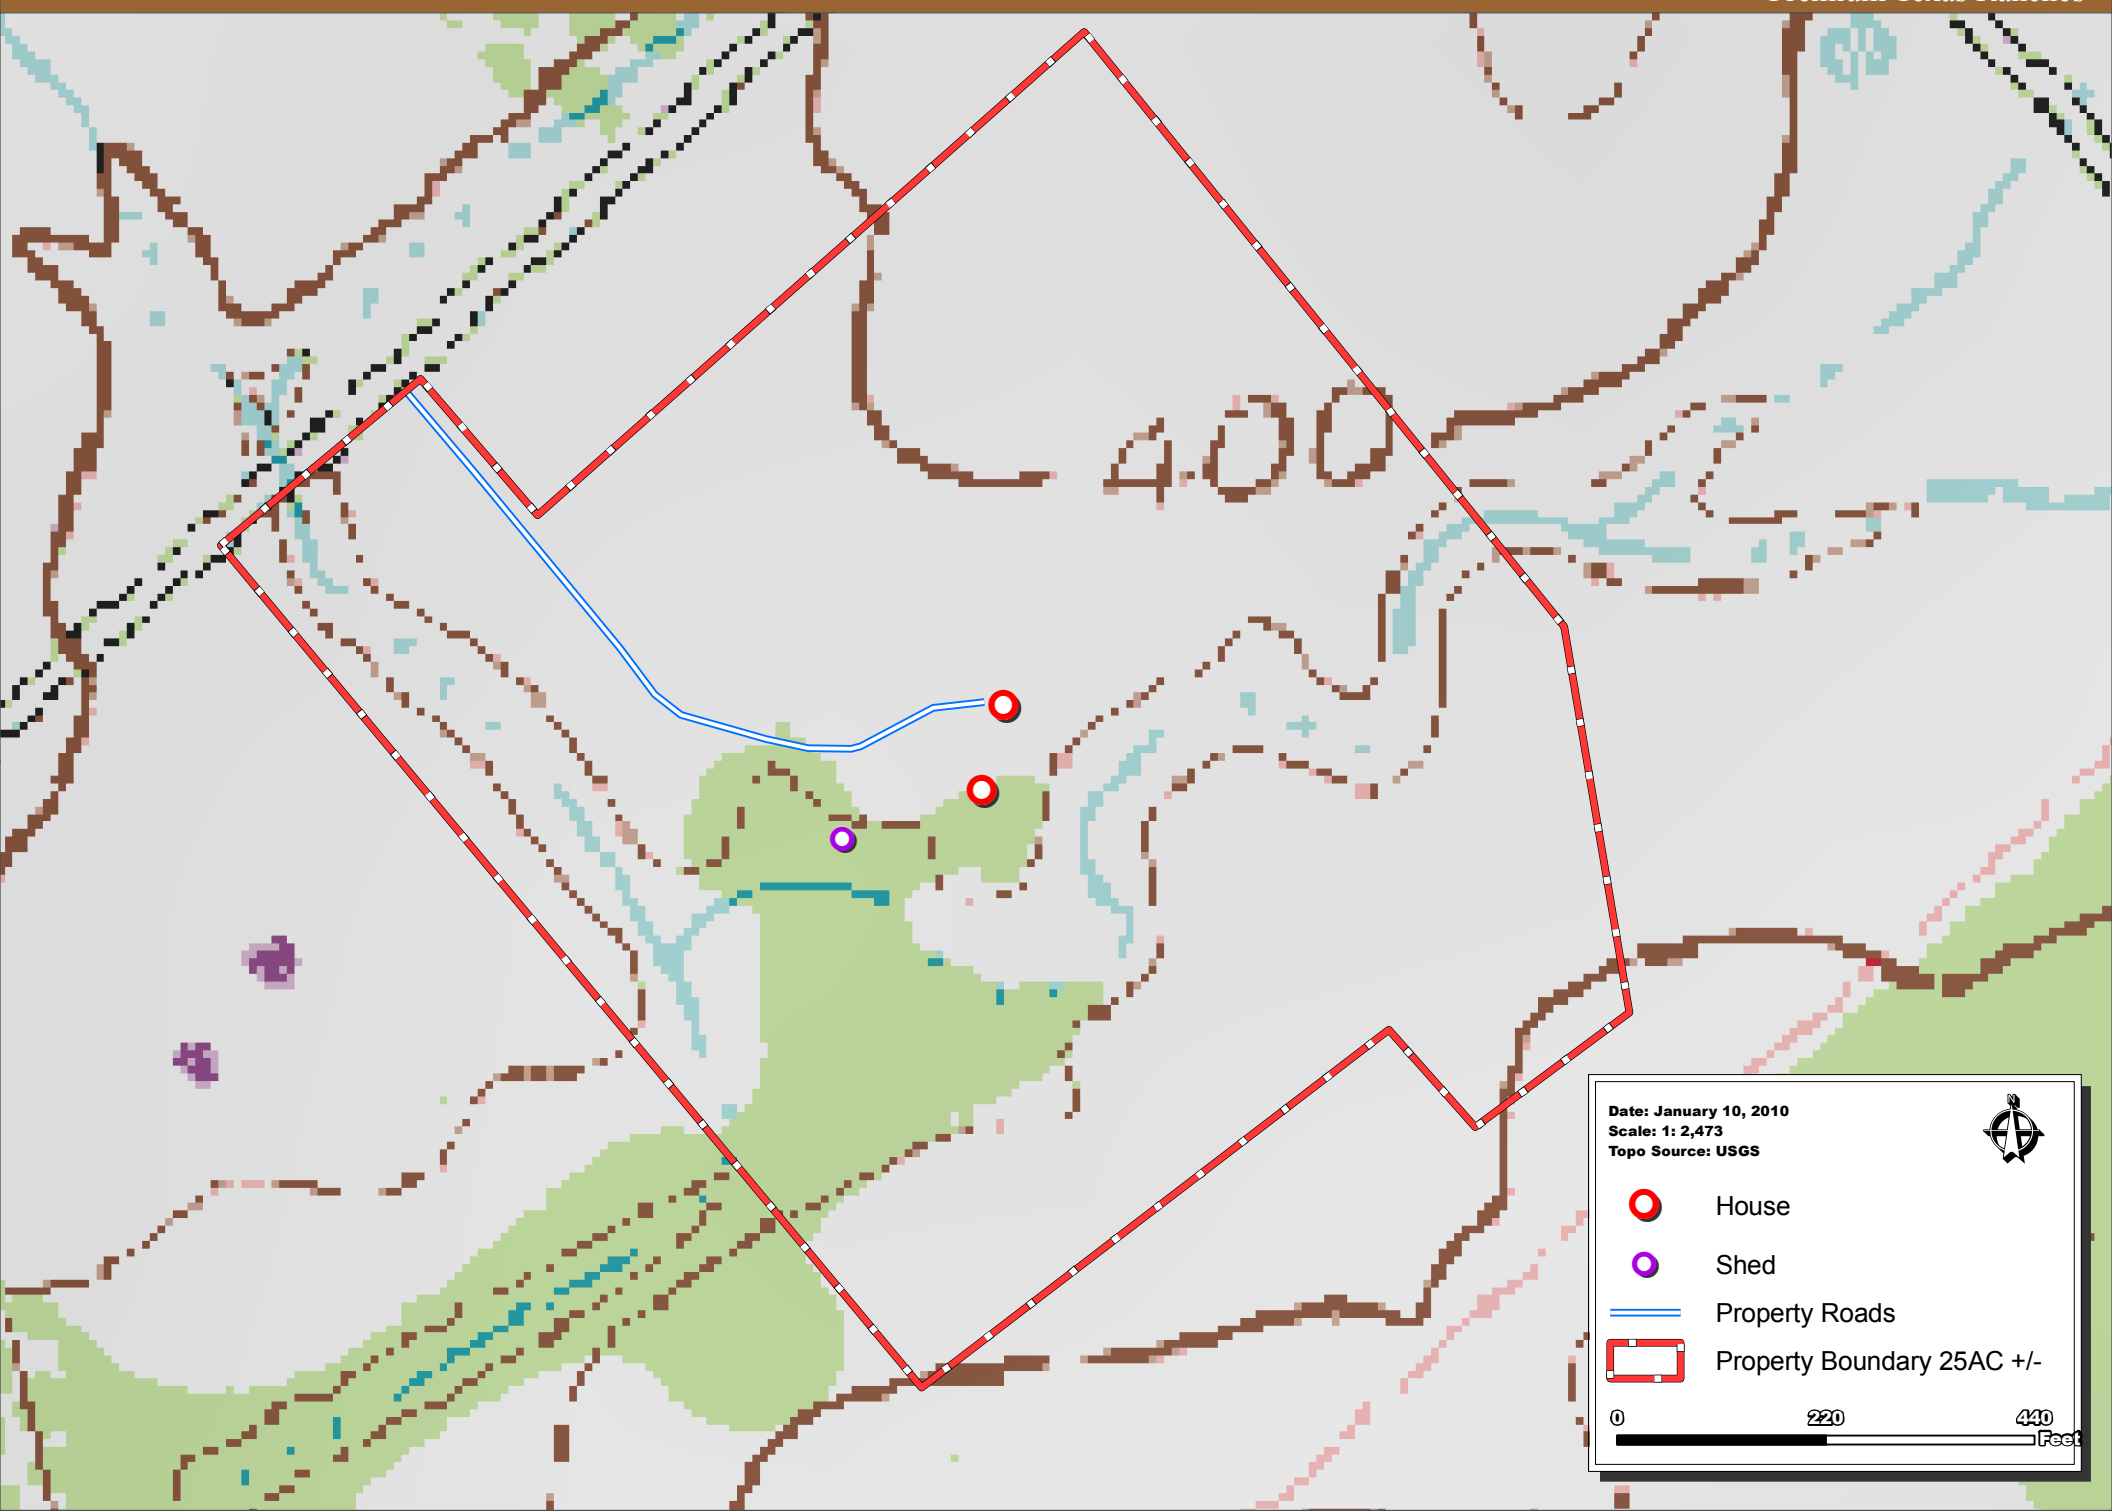 400
Date: January 10, 2010
Scale: 1: 2,473
Topo Source: USGS
N
House
Shed
Property Roads
Property Boundary 25AC +/-
0 220 440
Feet